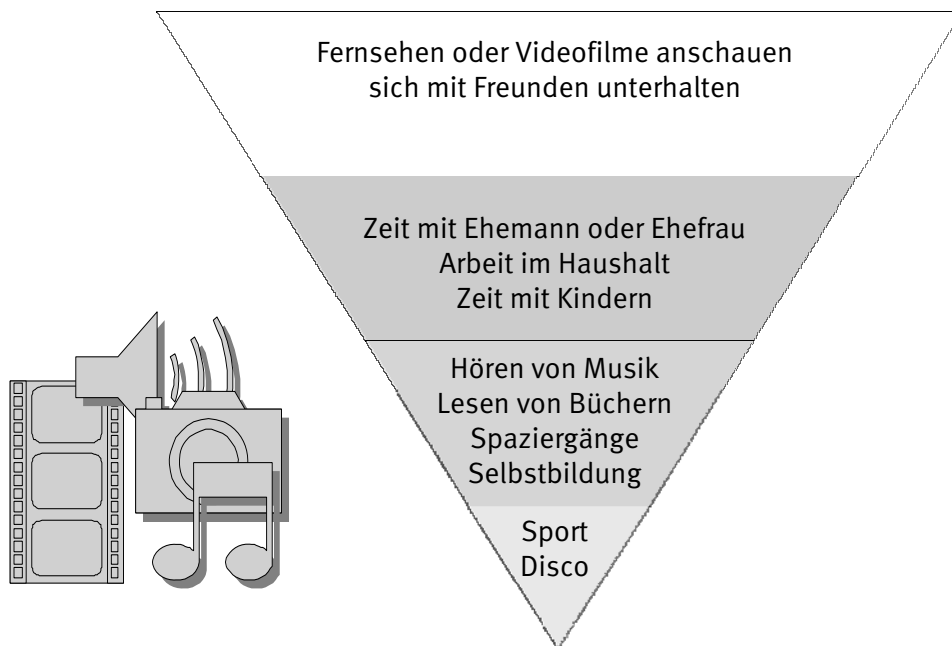 Fernsehen oder Videofilme anschauen
sich mit Freunden unterhalten
Zeit mit Ehemann oder Ehefrau
Arbeit im Haushalt
Zeit mit Kindern
Hören von Musik
Lesen von Büchern
Spaziergänge
Selbstbildung
Sport
Disco